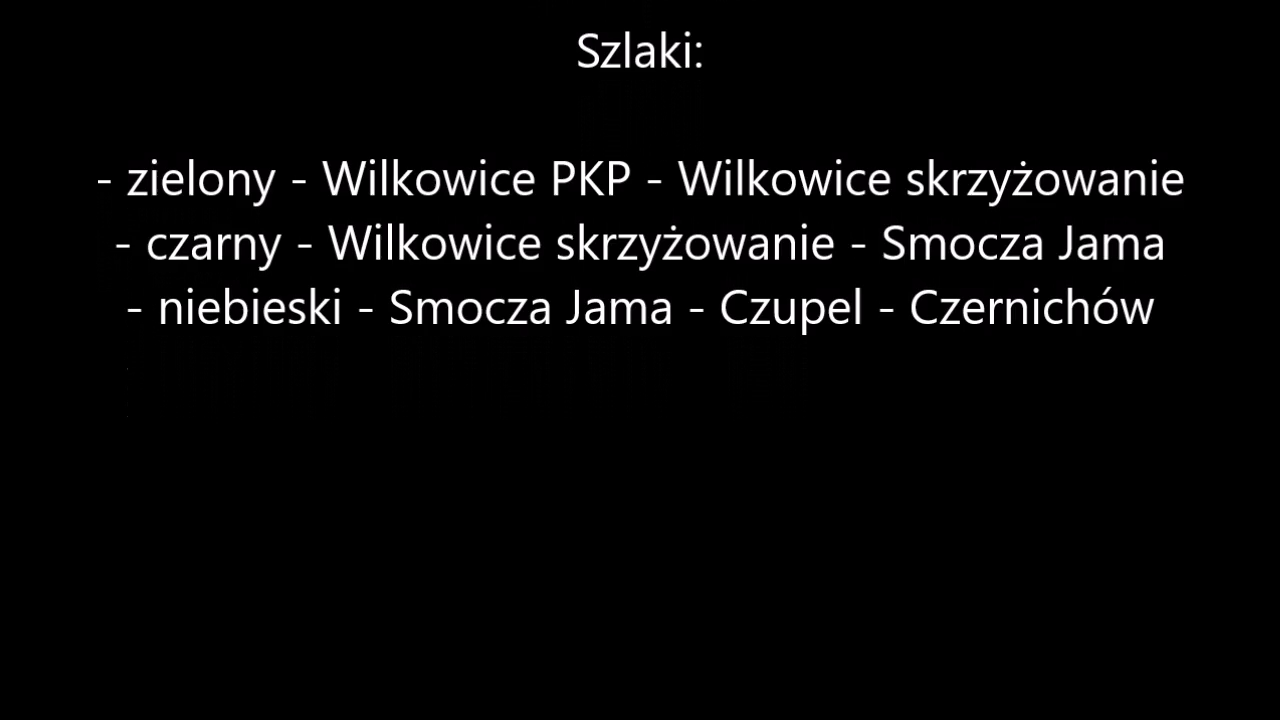 Szlaki:
- zielony - Wilkowice PKP - Wilkowice skrzyżowanie
- czarny - Wilkowice skrzyżowanie - Smocza Jama
- niebieski - Smocza Jama - Czupel - Czernichów